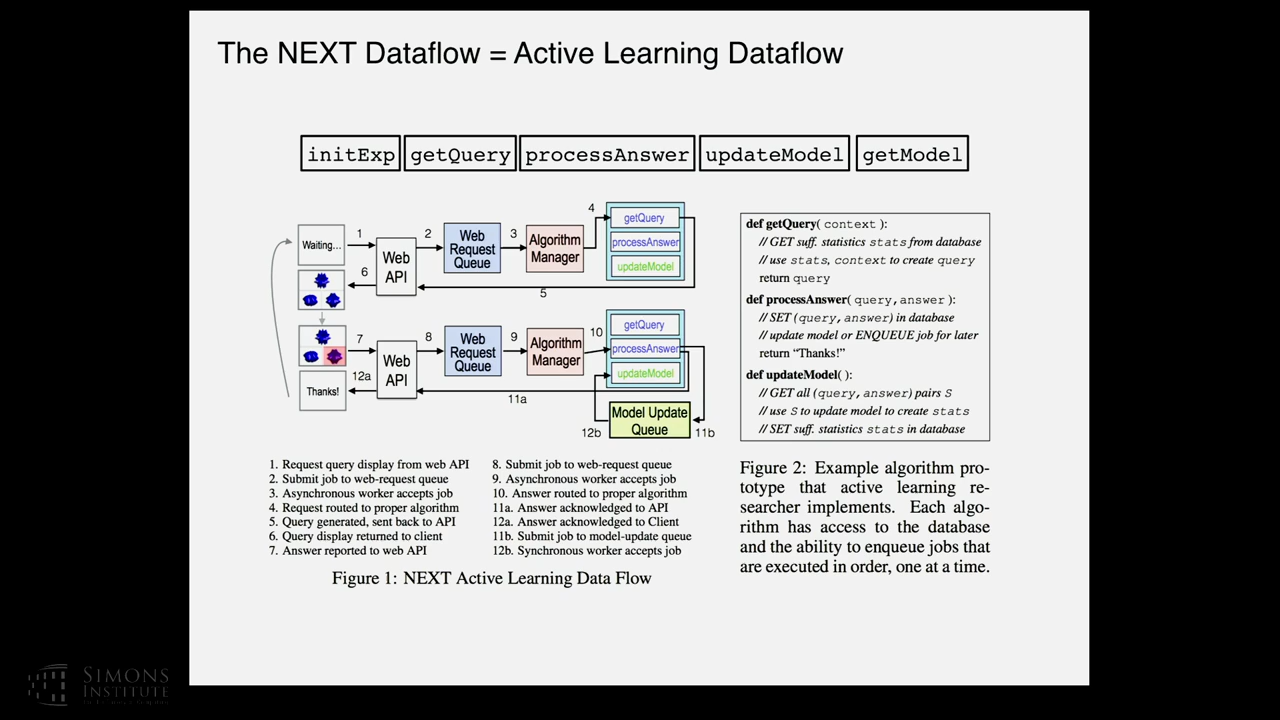 The NEXT Dataflow = Active Learning Dataflow
initExp getQuery processAnswer updateModel getModel
Waiting...
1
Web
API
2
Web
Request
Queue
3
Algorithm
Manager
4
getQuery
processAnswer
updateModel
5
6
7
Web
API
8
Web
Request
Queue
9
Algorithm
Manager
10
getQuery
processAnswer
updateModel
Thanks!
12a
11a
12b
Model Update
Queue
11b
1. Request query display from web API
2. Submit job to web-request queue
3. Asynchronous worker accepts job
4. Request routed to proper algorithm
5. Query generated, sent back to API
6. Query display returned to client
7. Answer reported to web API
8. Submit job to web-request queue
9. Asynchronous worker accepts job
10. Answer routed to proper algorithm
11a. Answer acknowledged to API
12a. Answer acknowledged to Client
11b. Submit job to model-update queue
12b. Synchronous worker accepts job
Figure 1: NEXT Active Learning Data Flow
def getQuery( context ):
// GET suff. statistics stats from database
// use stats, context to create query
return query
def processAnswer( query,answer ):
// SET (query,answer) in database
// update model or ENQUEUE job for later
return “Thanks!”
def updateModel( ):
// GET all (query,answer) pairs S
// use S to update model to create stats
// SET suff. statistics stats in database
Figure 2: Example algorithm pro-
totype that active learning re-
searcher implements. Each algo-
rithm has access to the database
and the ability to enqueue jobs that
are executed in order, one at a time.
SIMONS
INSTITUTE